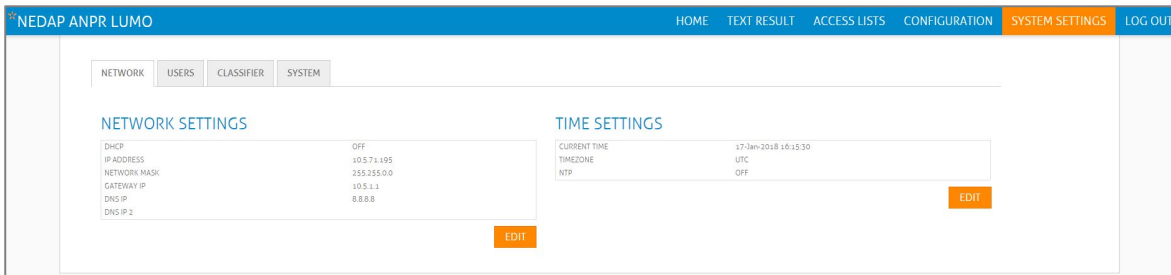 NEDAP ANPR LUMO HOME TEXT RESULT ACCESS LISTS CONFIGURATION SYSTEM SETTINGS LOG OUT
NETWORK USERS CLASSIFIER SYSTEM
NETWORK SETTINGS
DHCP OFF
IP ADDRESS 10.5.71.195
NETWORK MASK 255.255.0.0
GATEWAY IP 10.5.1.1
DNS IP 8.8.8.8
DNS IP 2
EDIT
TIME SETTINGS
CURRENT TIME 17-Jan-2018 16:15:30
TIMEZONE UTC
NTP OFF
EDIT